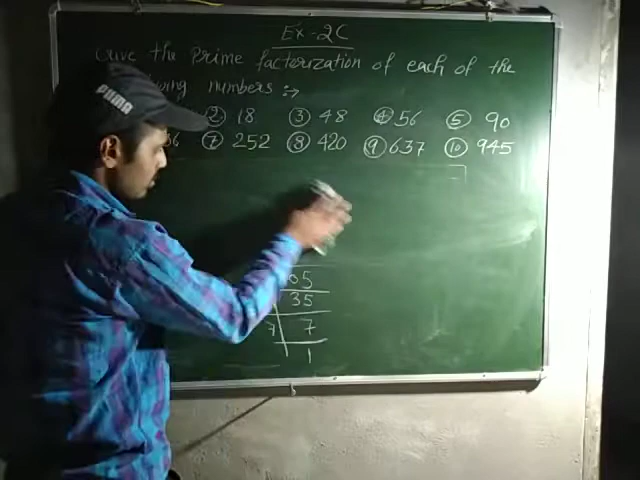 Ex-2C
Give the Prime factorization of each of the
numbers :→
② 18 ③ 48 ④ 56 ⑤ 90
56 ⑦ 252 ⑧ 420 ⑨ 637 ⑩ 945
PUMA
05
35
7 7
1